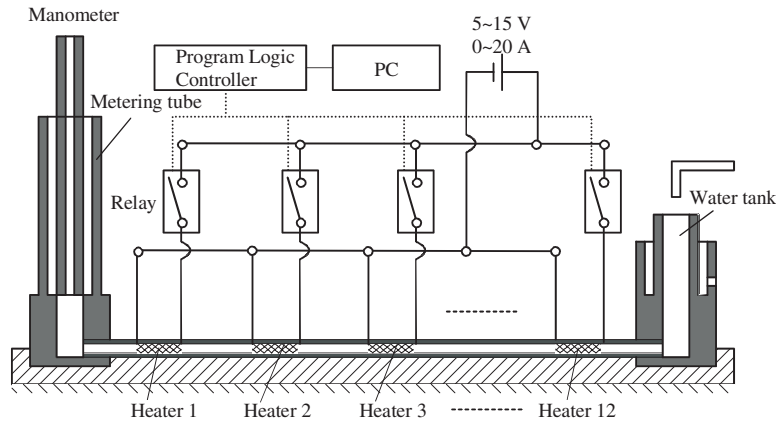 Manometer
5~15 V
0~20 A
Program Logic
Controller
PC
Metering tube
Relay
Water tank
Heater 1
Heater 2
Heater 3
Heater 12